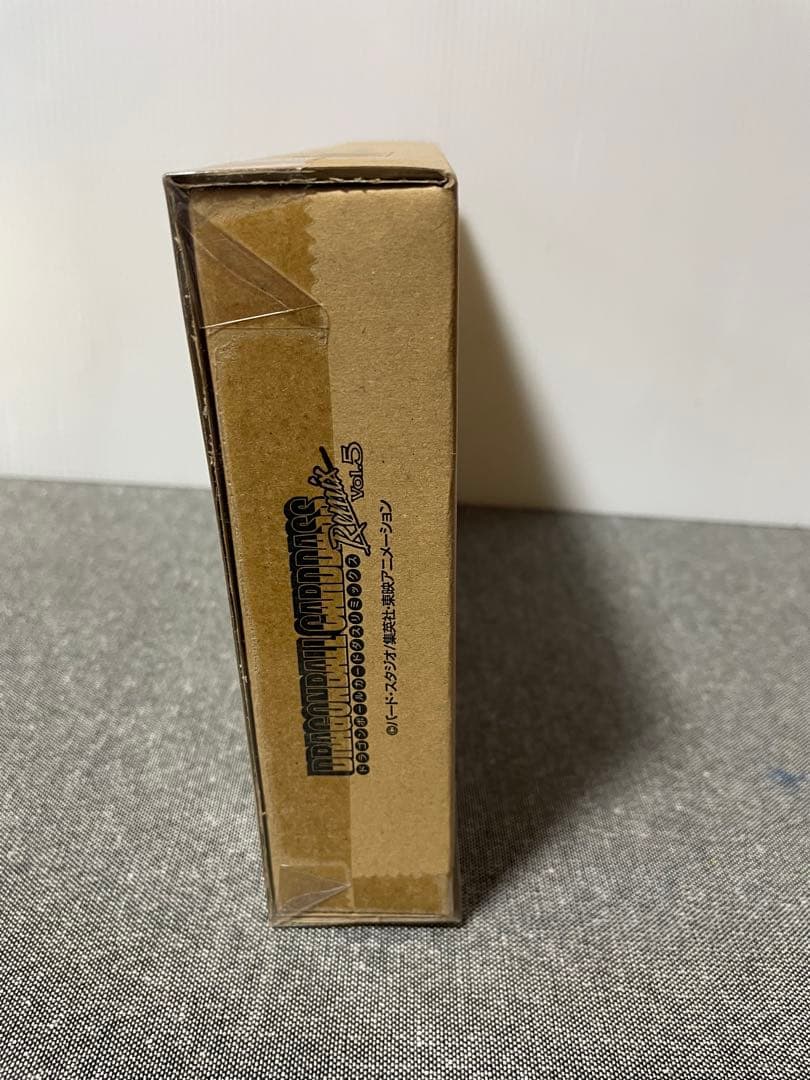 DRAGONBALL CARDDASS
Remix Vol.5
ドラゴンボールカードダスリミックス
©バード・スタジオ/集英社・東映アニメーション